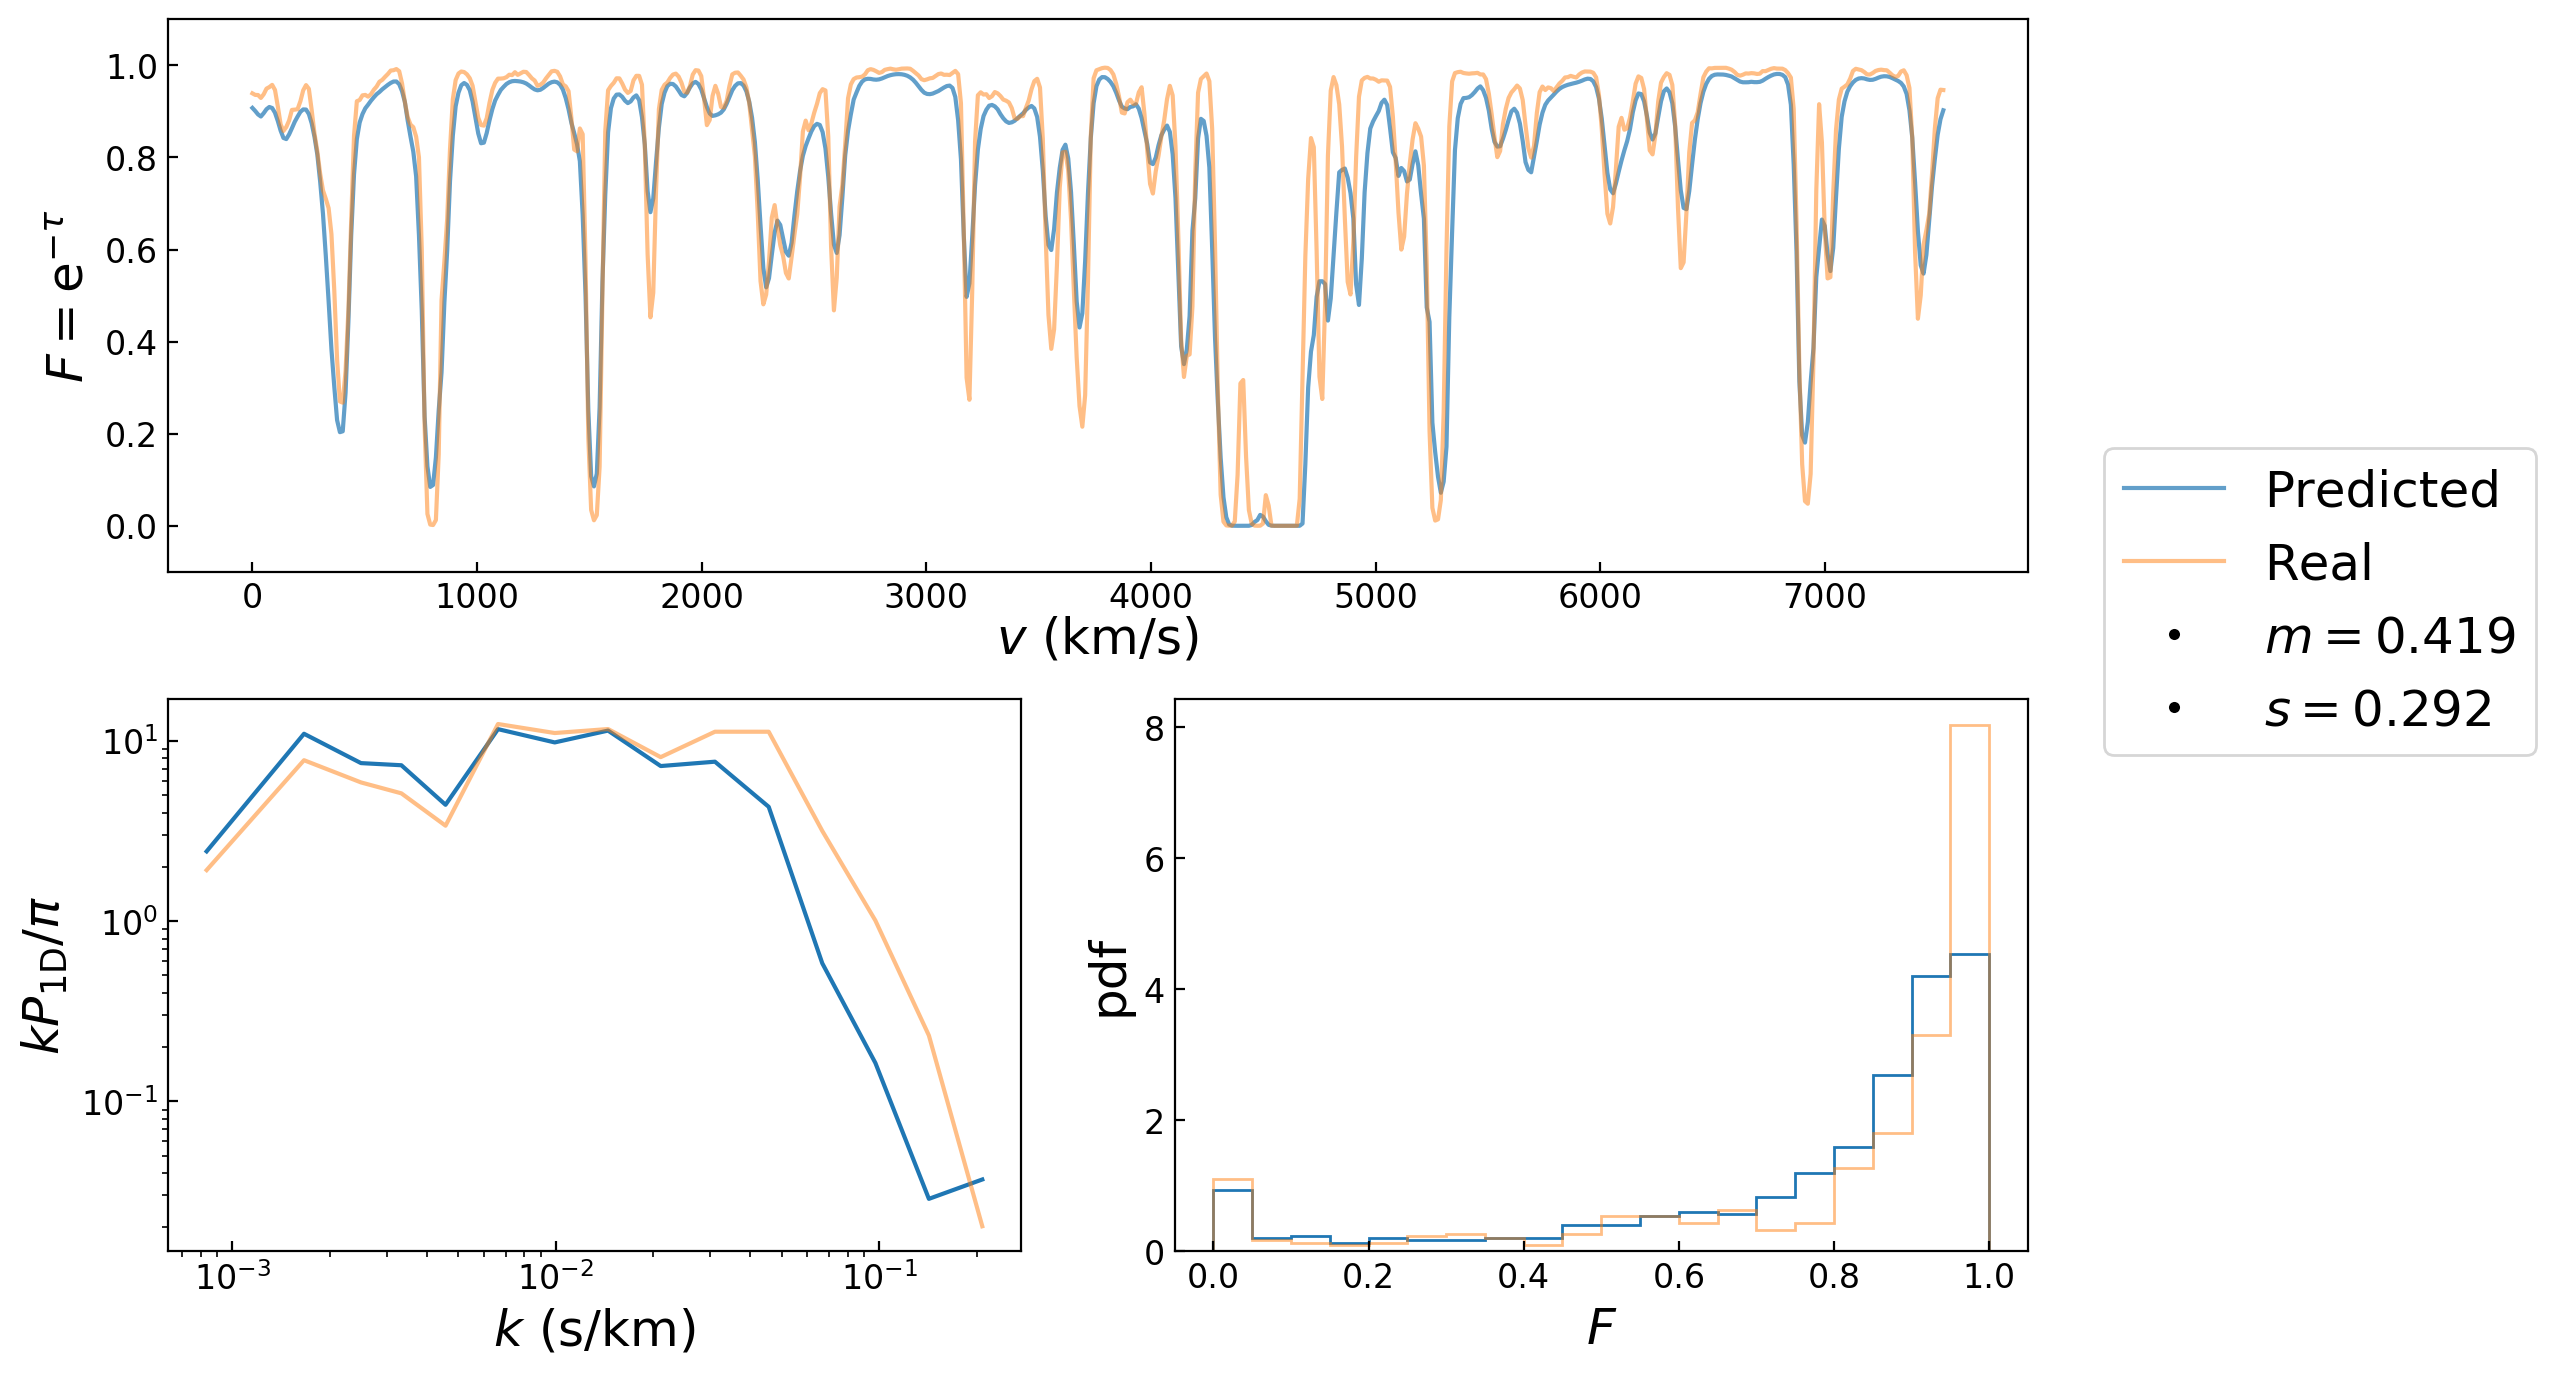 1.0
0.8
0.6
0.4
0.2
0.0
F = e^{−τ}
0 1000 2000 3000 4000 5000 6000 7000
v (km/s)
Predicted
Real
m = 0.419
s = 0.292
10^1
10^0
10^{−1}
kP_{1D}/π
10^{−3} 10^{−2} 10^{−1}
k (s/km)
8
6
4
2
0
pdf
0.0 0.2 0.4 0.6 0.8 1.0
F